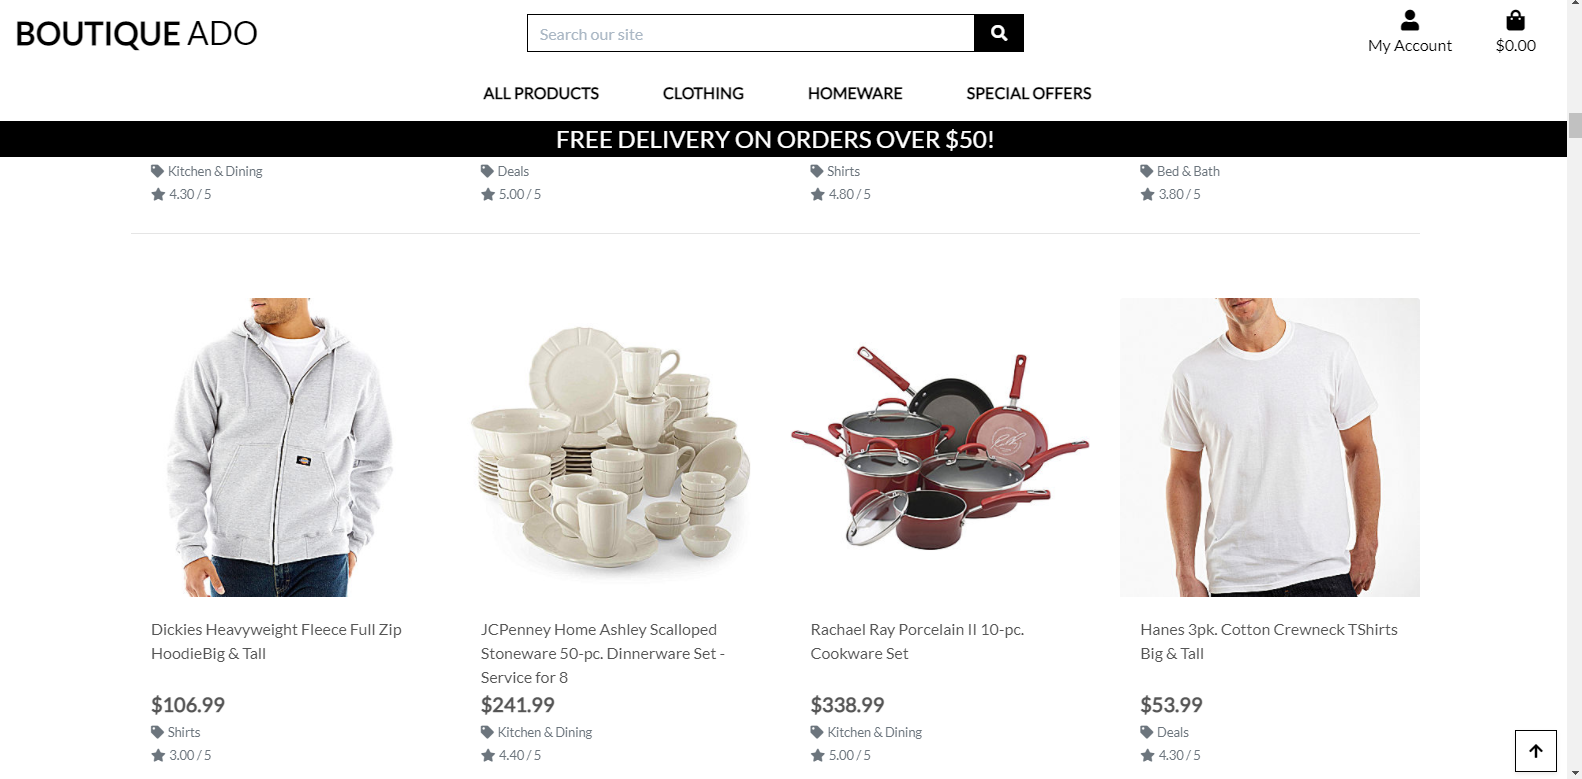 BOUTIQUE ADO
Search our site
My Account
$0.00
ALL PRODUCTS
CLOTHING
HOMEWARE
SPECIAL OFFERS
FREE DELIVERY ON ORDERS OVER $50!
Kitchen & Dining
4.30 / 5
Deals
5.00 / 5
Shirts
4.80 / 5
Bed & Bath
3.80 / 5
Dickies Heavyweight Fleece Full Zip
HoodieBig & Tall
$106.99
Shirts
3.00 / 5
JCPenney Home Ashley Scalloped
Stoneware 50-pc. Dinnerware Set -
Service for 8
$241.99
Kitchen & Dining
4.40 / 5
Rachael Ray Porcelain II 10-pc.
Cookware Set
$338.99
Kitchen & Dining
5.00 / 5
Hanes 3pk. Cotton Crewneck TShirts
Big & Tall
$53.99
Deals
4.30 / 5